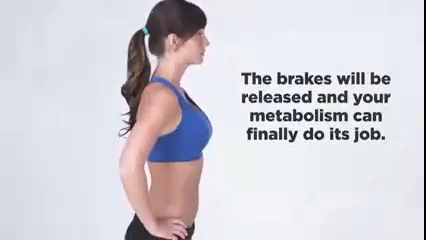 The brakes will be
released and your
metabolism can
finally do its job.